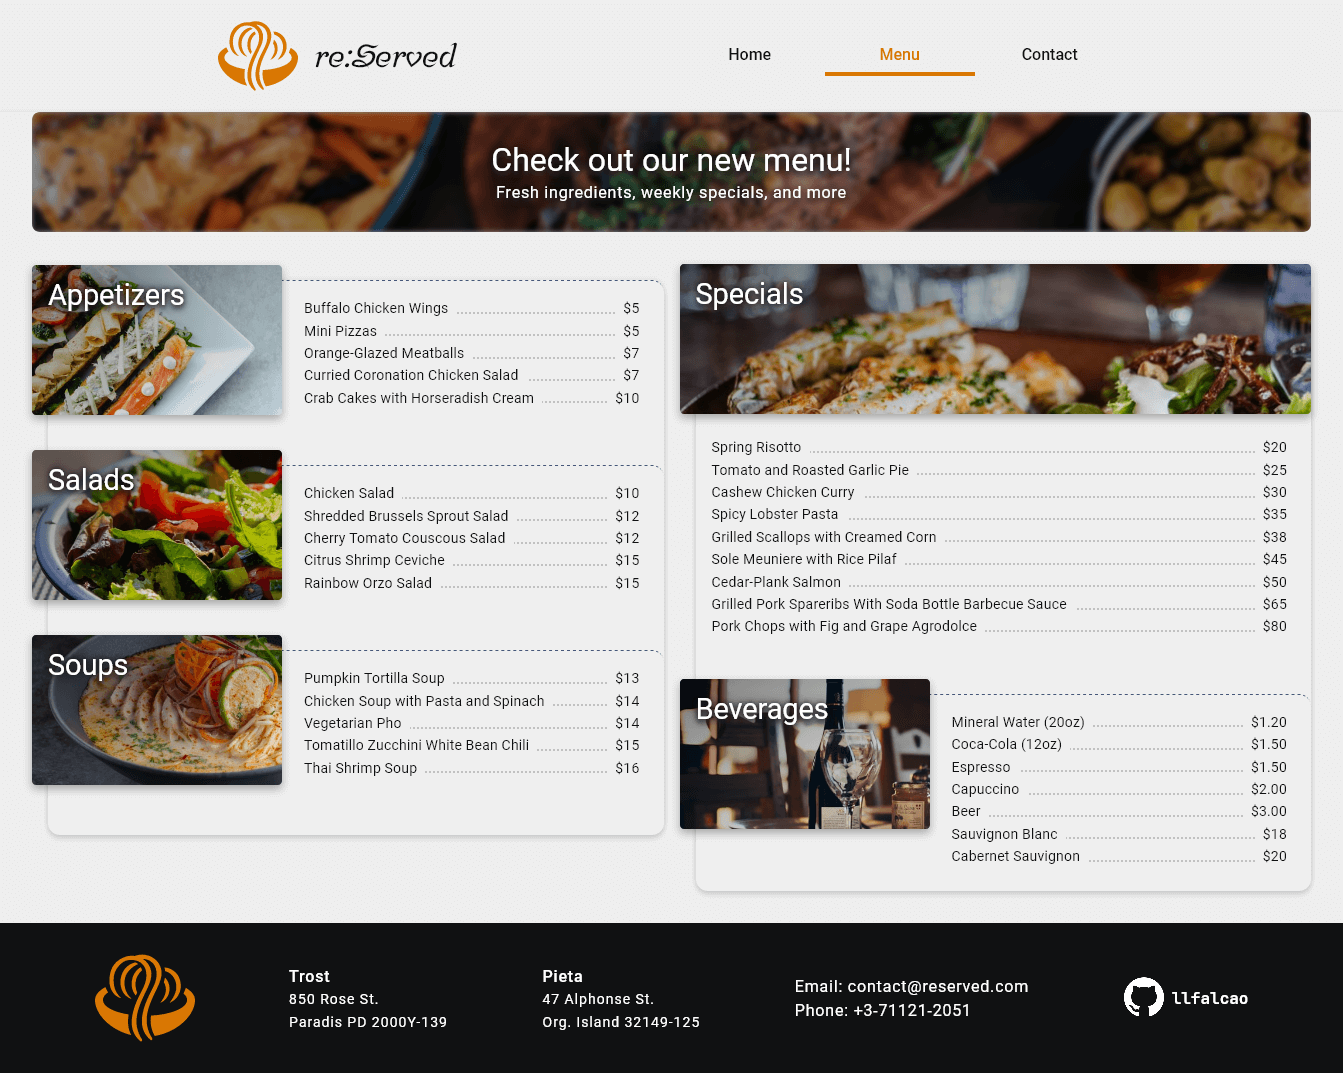 re:Served
Home
Menu
Contact
Check out our new menu!
Fresh ingredients, weekly specials, and more
Appetizers
Buffalo Chicken Wings $5
Mini Pizzas $5
Orange-Glazed Meatballs $7
Curried Coronation Chicken Salad $7
Crab Cakes with Horseradish Cream $10
Salads
Chicken Salad $10
Shredded Brussels Sprout Salad $12
Cherry Tomato Couscous Salad $12
Citrus Shrimp Ceviche $15
Rainbow Orzo Salad $15
Soups
Pumpkin Tortilla Soup $13
Chicken Soup with Pasta and Spinach $14
Vegetarian Pho $14
Tomatillo Zucchini White Bean Chili $15
Thai Shrimp Soup $16
Specials
Spring Risotto $20
Tomato and Roasted Garlic Pie $25
Cashew Chicken Curry $30
Spicy Lobster Pasta $35
Grilled Scallops with Creamed Corn $38
Sole Meuniere with Rice Pilaf $45
Cedar-Plank Salmon $50
Grilled Pork Spareribs With Soda Bottle Barbecue Sauce $65
Pork Chops with Fig and Grape Agrodolce $80
Beverages
Mineral Water (20oz) $1.20
Coca-Cola (12oz) $1.50
Espresso $1.50
Capuccino $2.00
Beer $3.00
Sauvignon Blanc $18
Cabernet Sauvignon $20
Trost
850 Rose St.
Paradis PD 2000Y-139
Pieta
47 Alphonse St.
Org. Island 32149-125
Email: contact@reserved.com
Phone: +3-71121-2051
llfalcao